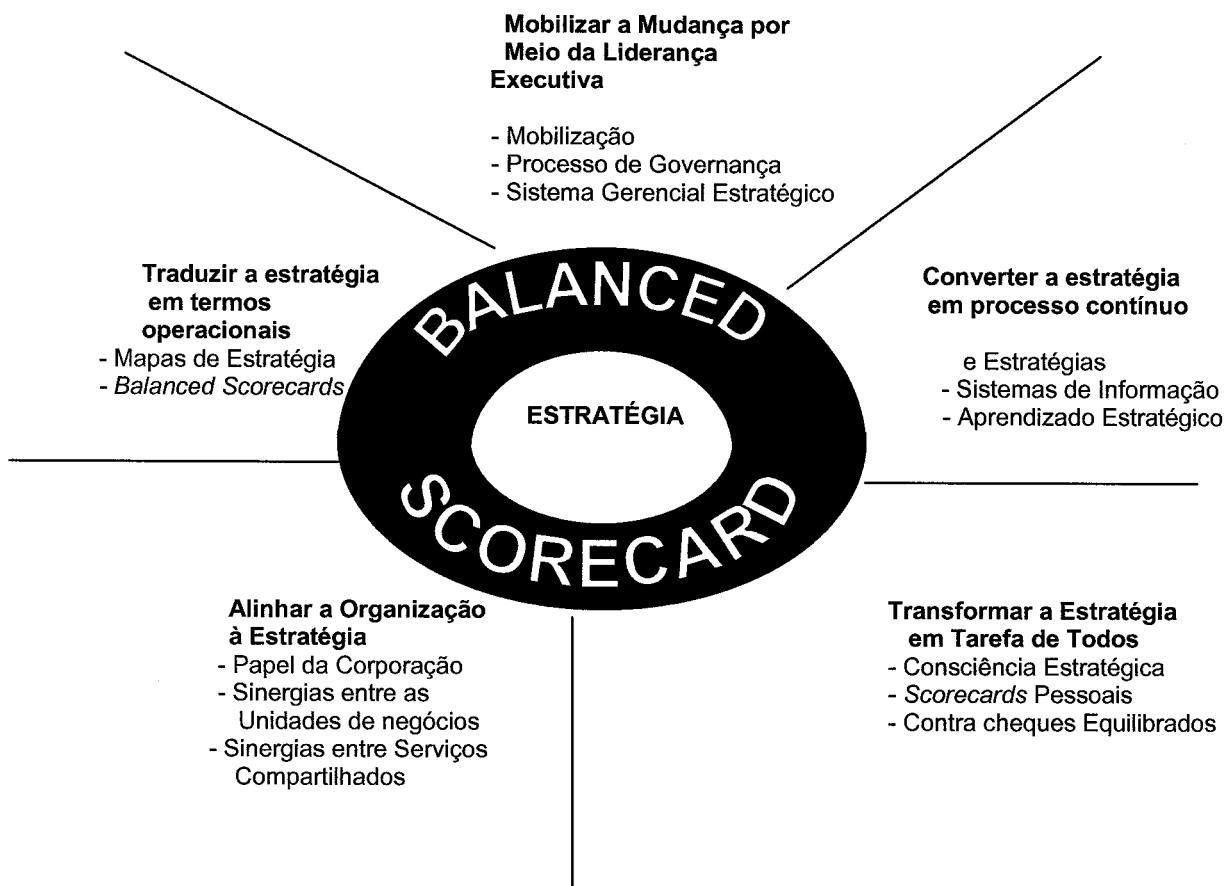 Mobilizar a Mudança por
Meio da Liderança
Executiva
- Mobilização
- Processo de Governança
- Sistema Gerencial Estratégico
Traduzir a estratégia
em termos
operacionais
- Mapas de Estratégia
- Balanced Scorecards
Converter a estratégia
em processo contínuo
e Estratégias
- Sistemas de Informação
- Aprendizado Estratégico
BALANCED
ESTRATÉGIA
SCORECARD
Alinhar a Organização
à Estratégia
- Papel da Corporação
- Sinergias entre as
Unidades de negócios
- Sinergias entre Serviços
Compartilhados
Transformar a Estratégia
em Tarefa de Todos
- Consciência Estratégica
- Scorecards Pessoais
- Contra cheques Equilibrados